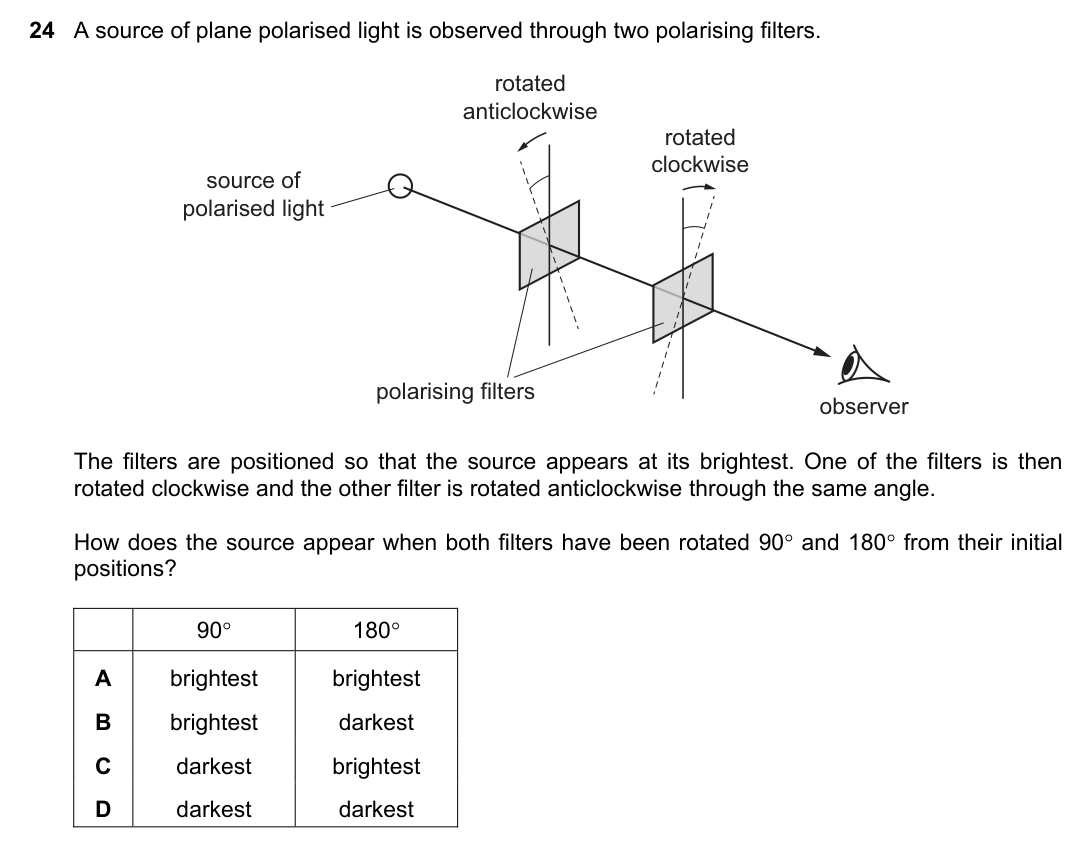 24 A source of plane polarised light is observed through two polarising filters.
rotated
anticlockwise
rotated
clockwise
source of
polarised light
polarising filters
observer
The filters are positioned so that the source appears at its brightest. One of the filters is then
rotated clockwise and the other filter is rotated anticlockwise through the same angle.
How does the source appear when both filters have been rotated 90° and 180° from their initial
positions?
90° 180°
A brightest brightest
B brightest darkest
C darkest brightest
D darkest darkest